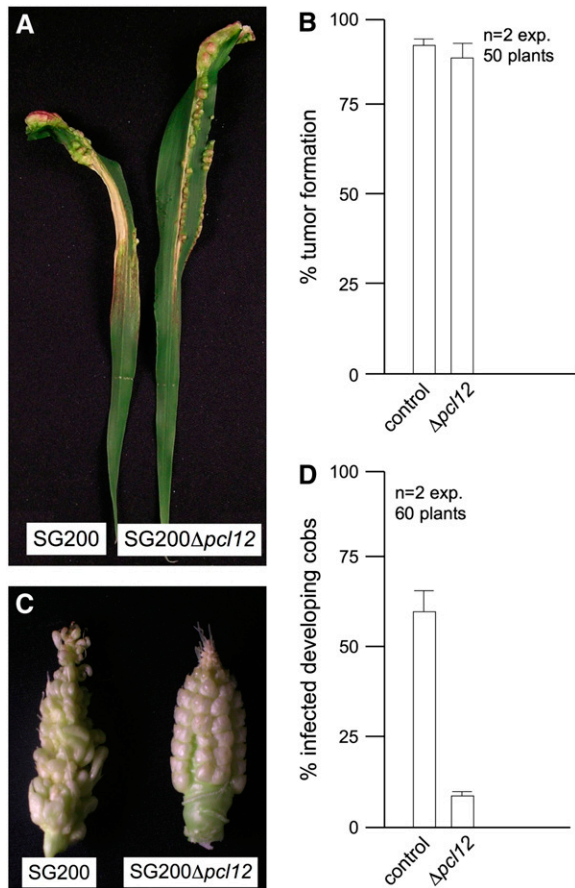 A
SG200
SG200Δpcl12
B
100
75
50
25
0
% tumor formation
n=2 exp.
50 plants
control
Δpcl12
C
SG200
SG200Δpcl12
D
100
75
50
25
0
% infected developing cobs
n=2 exp.
60 plants
control
Δpcl12